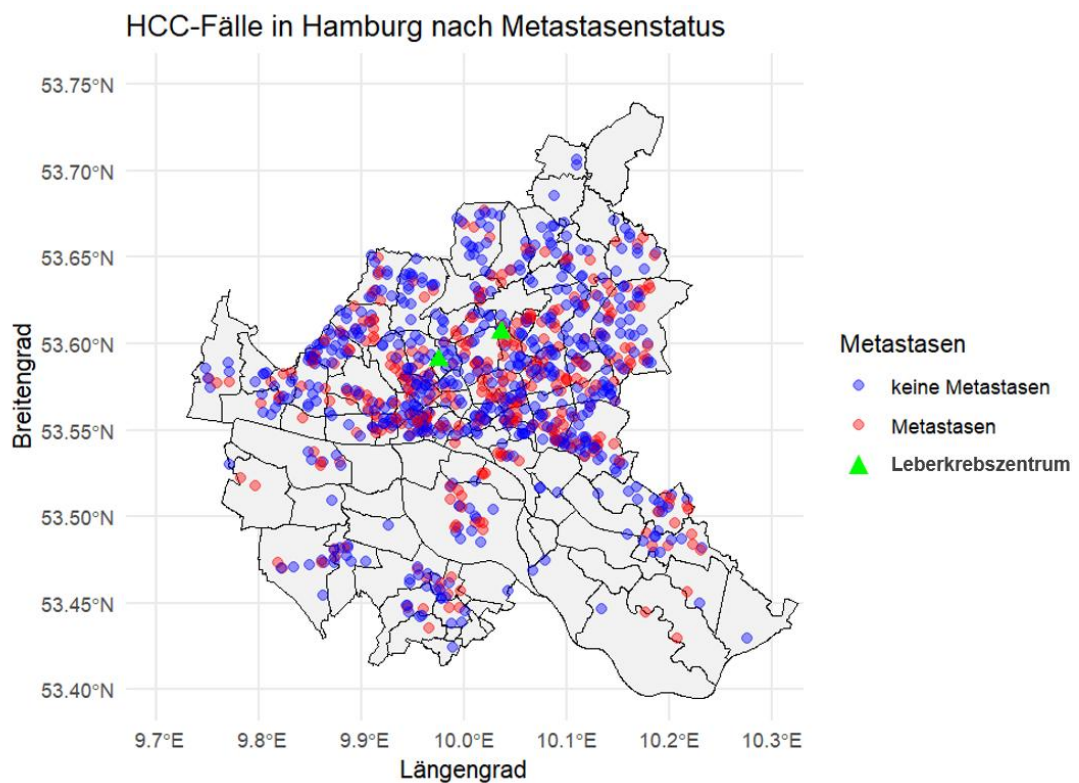 HCC-Fälle in Hamburg nach Metastasenstatus
53.75°N
53.70°N
53.65°N
53.60°N
53.55°N
53.50°N
53.45°N
53.40°N
Breitengrad
9.7°E 9.8°E 9.9°E 10.0°E 10.1°E 10.2°E 10.3°E
Längengrad
Metastasen
keine Metastasen
Metastasen
Leberkrebszentrum